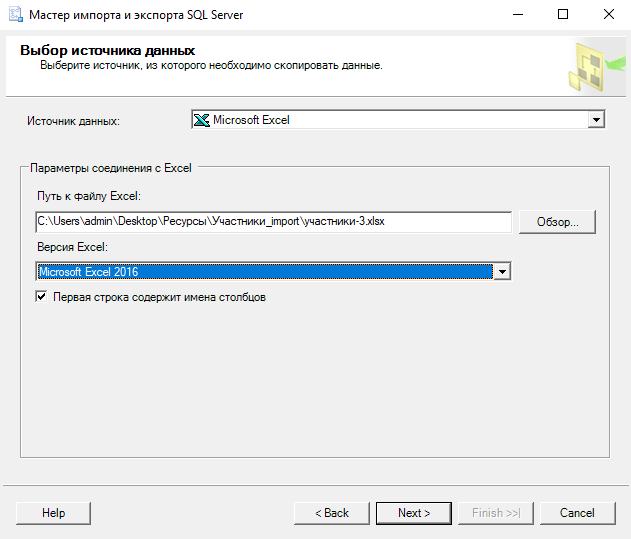 Мастер импорта и экспорта SQL Server
Выбор источника данных
Выберите источник, из которого необходимо скопировать данные.
Источник данных: Microsoft Excel
Параметры соединения с Excel
Путь к файлу Excel:
C:\Users\admin\Desktop\Ресурсы\Участники_import\участники-3.xlsx Обзор...
Версия Excel:
Microsoft Excel 2016
Первая строка содержит имена столбцов
Help < Back Next > Finish >>| Cancel